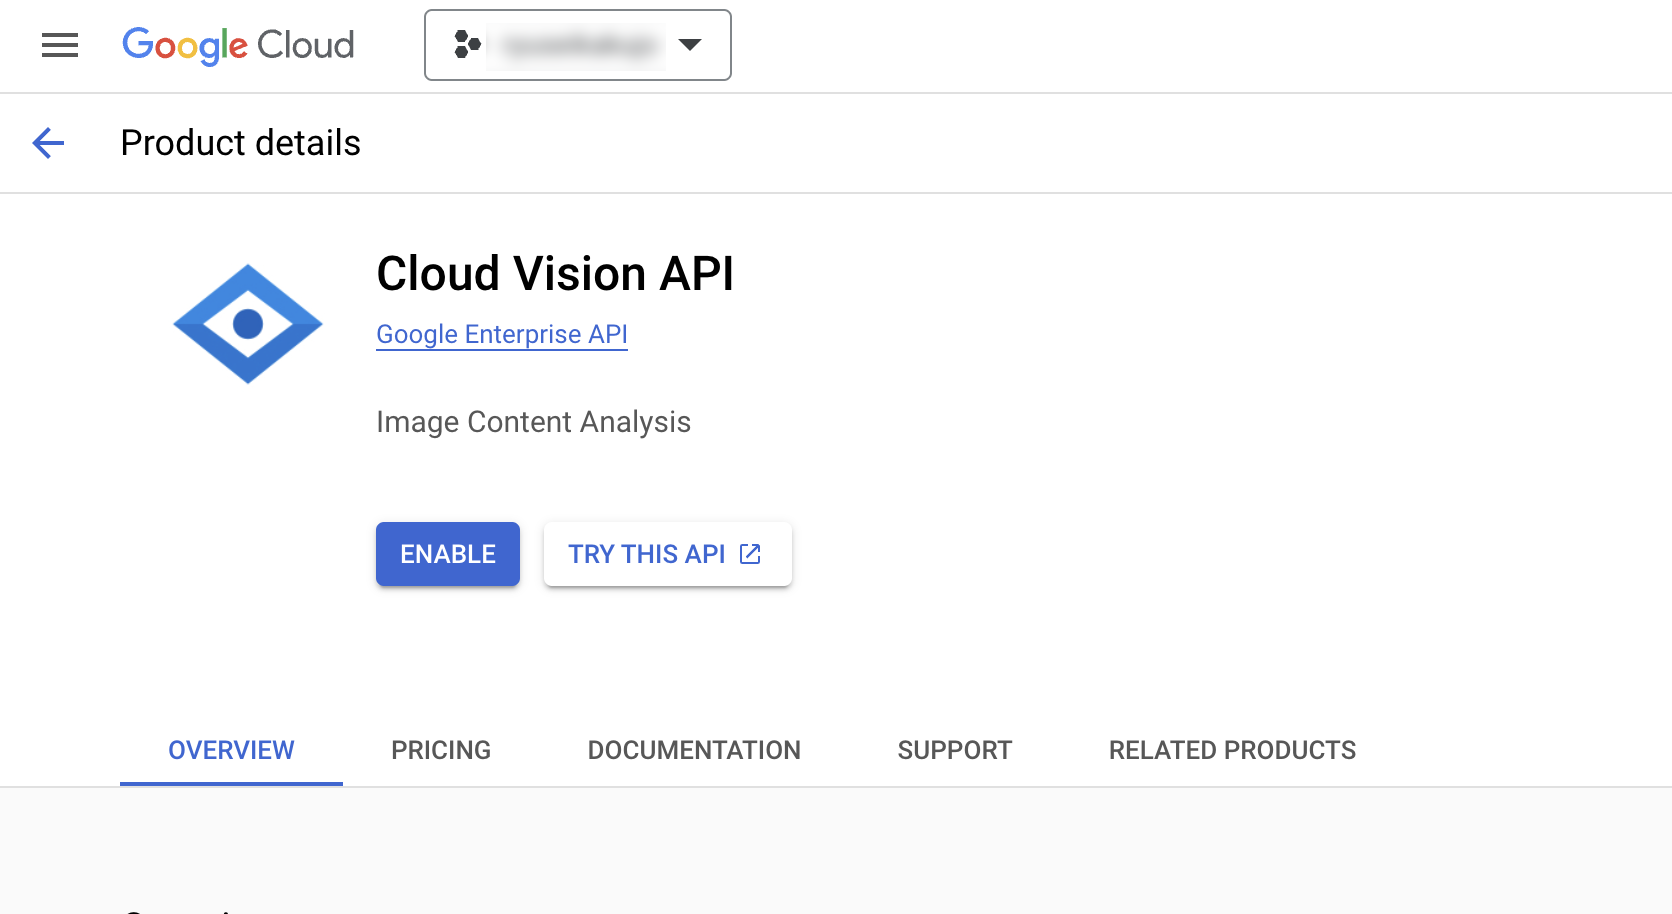 Google Cloud
Product details
Cloud Vision API
Google Enterprise API
Image Content Analysis
ENABLE
TRY THIS API
OVERVIEW
PRICING
DOCUMENTATION
SUPPORT
RELATED PRODUCTS